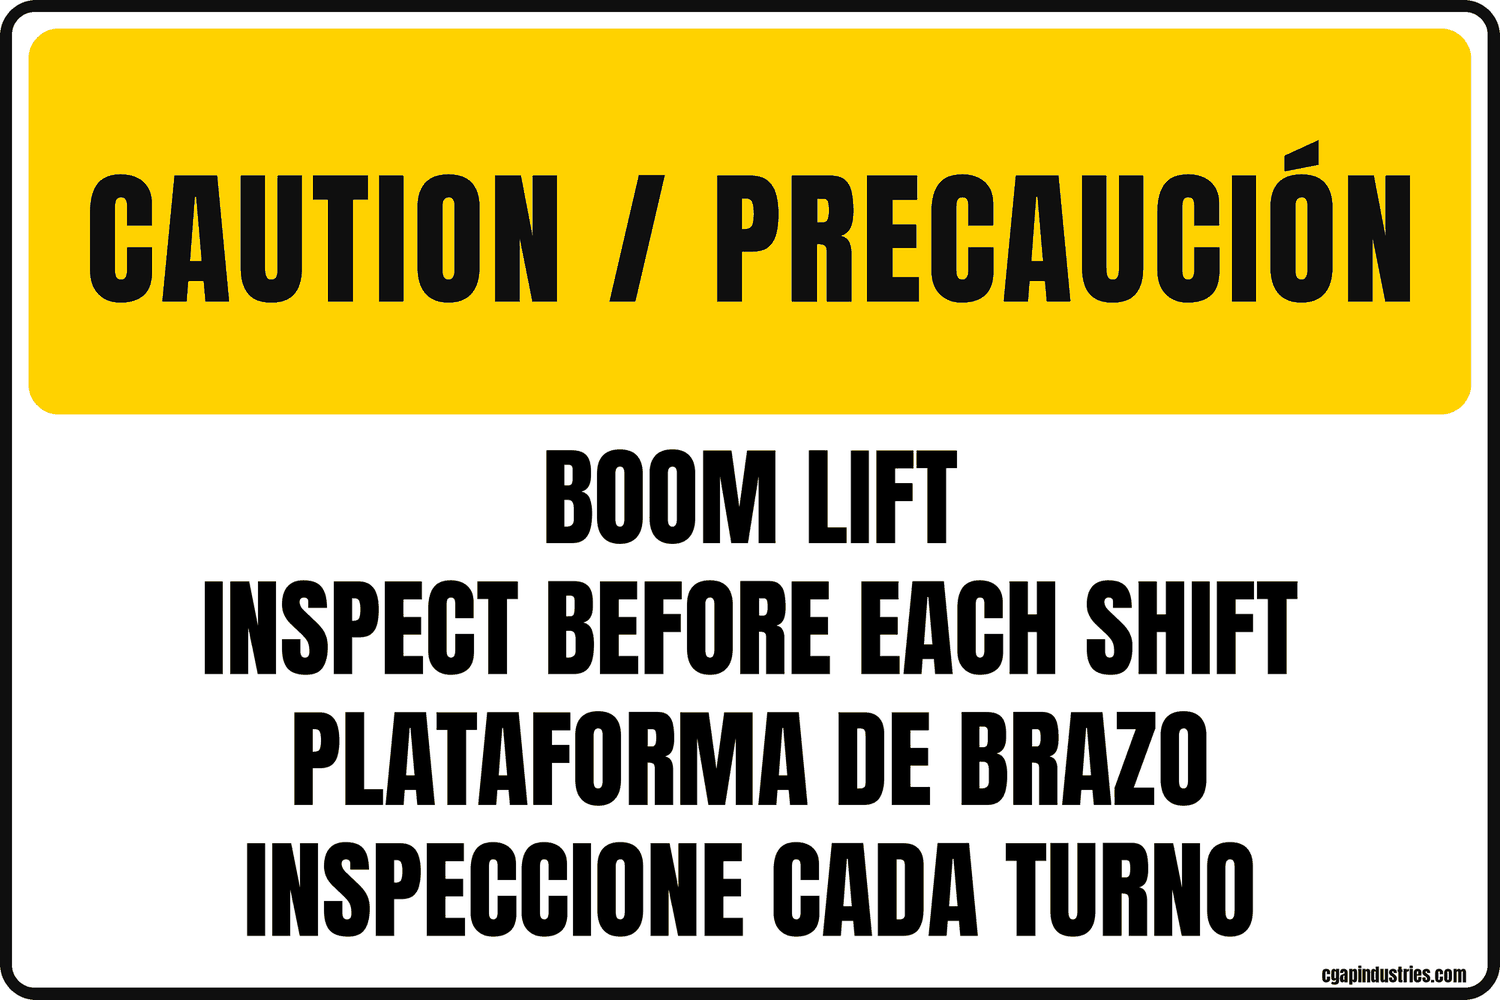 CAUTION / PRECAUCIÓN
BOOM LIFT
INSPECT BEFORE EACH SHIFT
PLATAFORMA DE BRAZO
INSPECCIONE CADA TURNO
cgapindustries.com